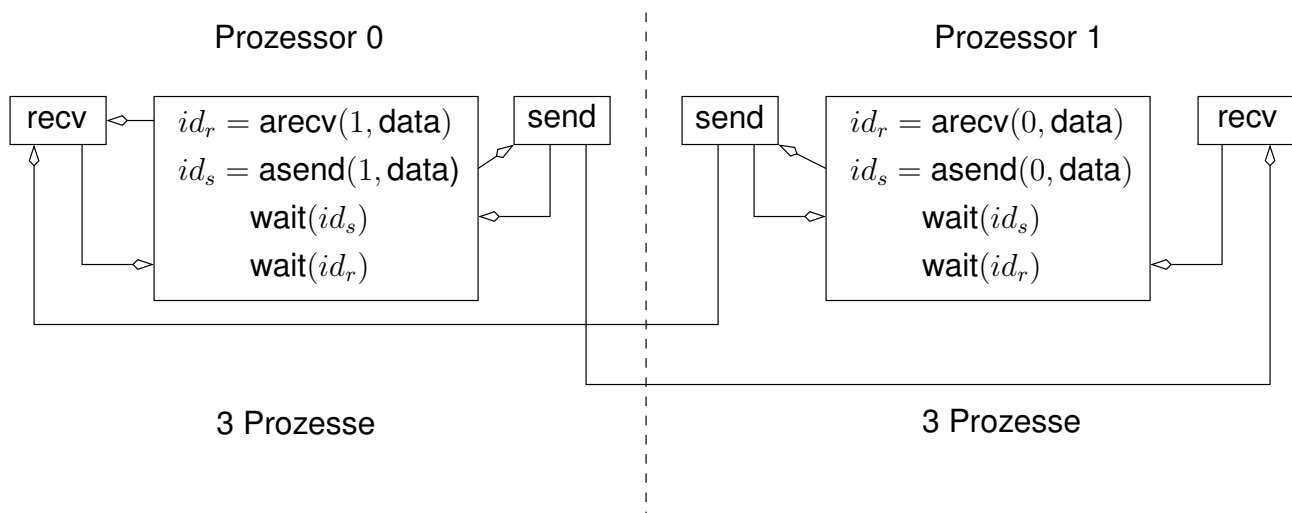 Prozessor 0
Prozessor 1
recv
id_r = arecv(1, data)
id_s = asend(1, data)
wait(id_s)
wait(id_r)
send
send
id_r = arecv(0, data)
id_s = asend(0, data)
wait(id_s)
wait(id_r)
recv
3 Prozesse
3 Prozesse